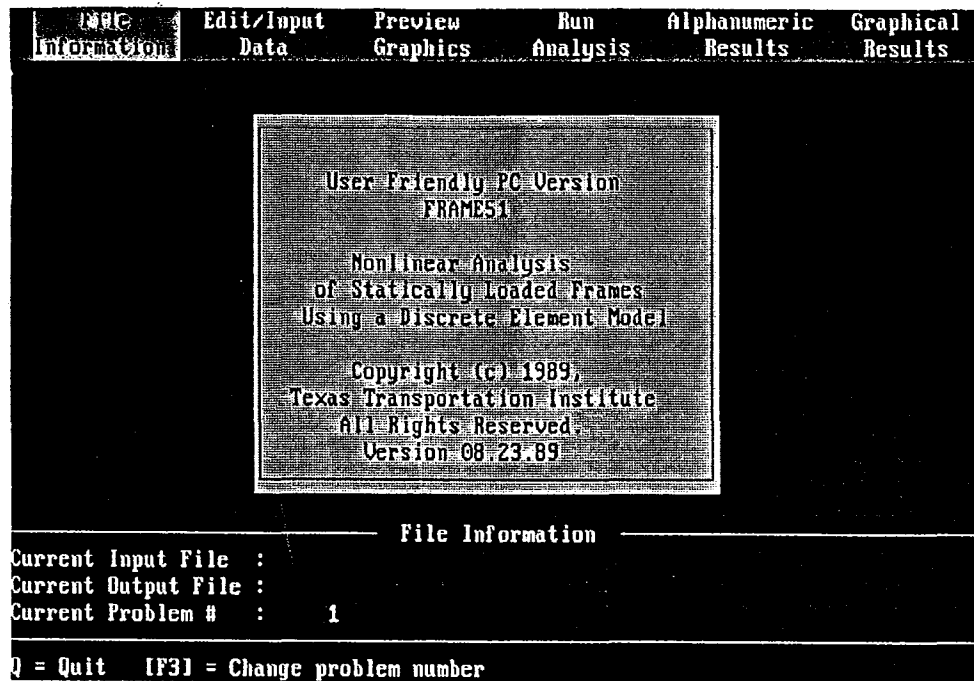 File Edit/Input Preview Run Alphanumeric Graphical
Information Data Graphics Analysis Results Results
User Friendly PC Version
FRAME51
Nonlinear Analysis
of Statically Loaded Frames
Using a Discrete Element Model
Copyright (c) 1989,
Texas Transportation Institute
All Rights Reserved.
Version 08.23.89
File Information
Current Input File :
Current Output File :
Current Problem # : 1
Q = Quit [F3] = Change problem number